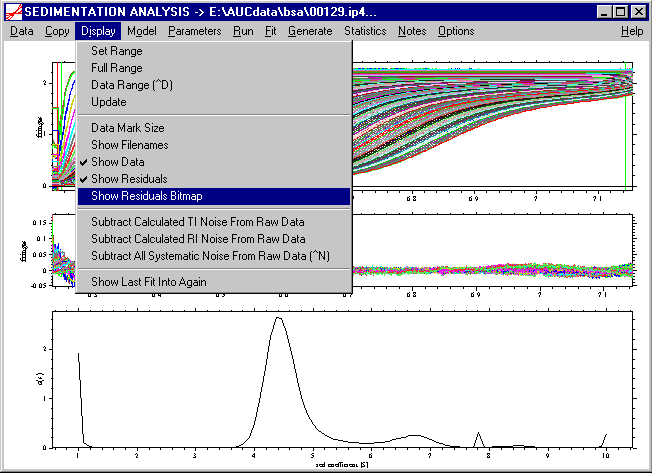 SEDIMENTATION ANALYSIS -> E:\AUCdata\bsa\00129.ip4...
Data Copy Display Model Parameters Run Fit Generate Statistics Notes Options Help
Set Range
Full Range
Data Range (^D)
Update
Data Mark Size
Show Filenames
Show Data
Show Residuals
Show Residuals Bitmap
Subtract Calculated TI Noise From Raw Data
Subtract Calculated RI Noise From Raw Data
Subtract All Systematic Noise From Raw Data (^N)
Show Last Fit Into Again
2
1
0
fringe
6.8 6.9 7 7.1
0.15
0.10
0.05
0
-0.05
fringe
6.8 6.9 7 7.1
2
1
0
1 2 3 4 5 6 7 8 9 10
sed coefficient [S]